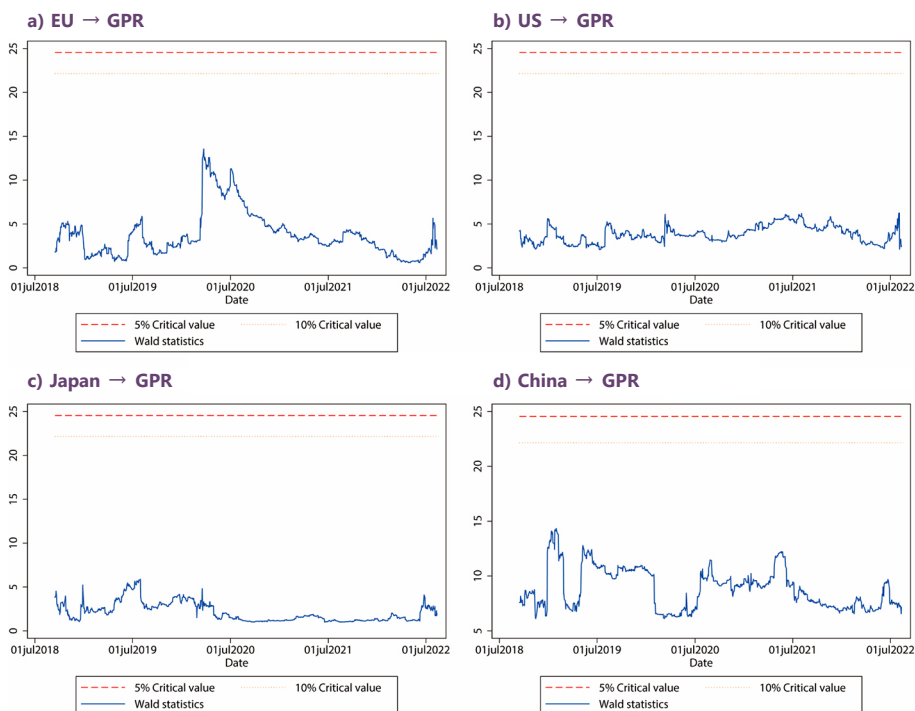 a) EU → GPR
25
20
15
10
5
0
01jul2018 01jul2019 01jul2020 01jul2021 01jul2022
Date
5% Critical value 10% Critical value
Wald statistics
b) US → GPR
25
20
15
10
5
0
01jul2018 01jul2019 01jul2020 01jul2021 01jul2022
Date
5% Critical value 10% Critical value
Wald statistics
c) Japan → GPR
25
20
15
10
5
0
01jul2018 01jul2019 01jul2020 01jul2021 01jul2022
Date
5% Critical value 10% Critical value
Wald statistics
d) China → GPR
25
20
15
10
5
01jul2018 01jul2019 01jul2020 01jul2021 01jul2022
Date
5% Critical value 10% Critical value
Wald statistics